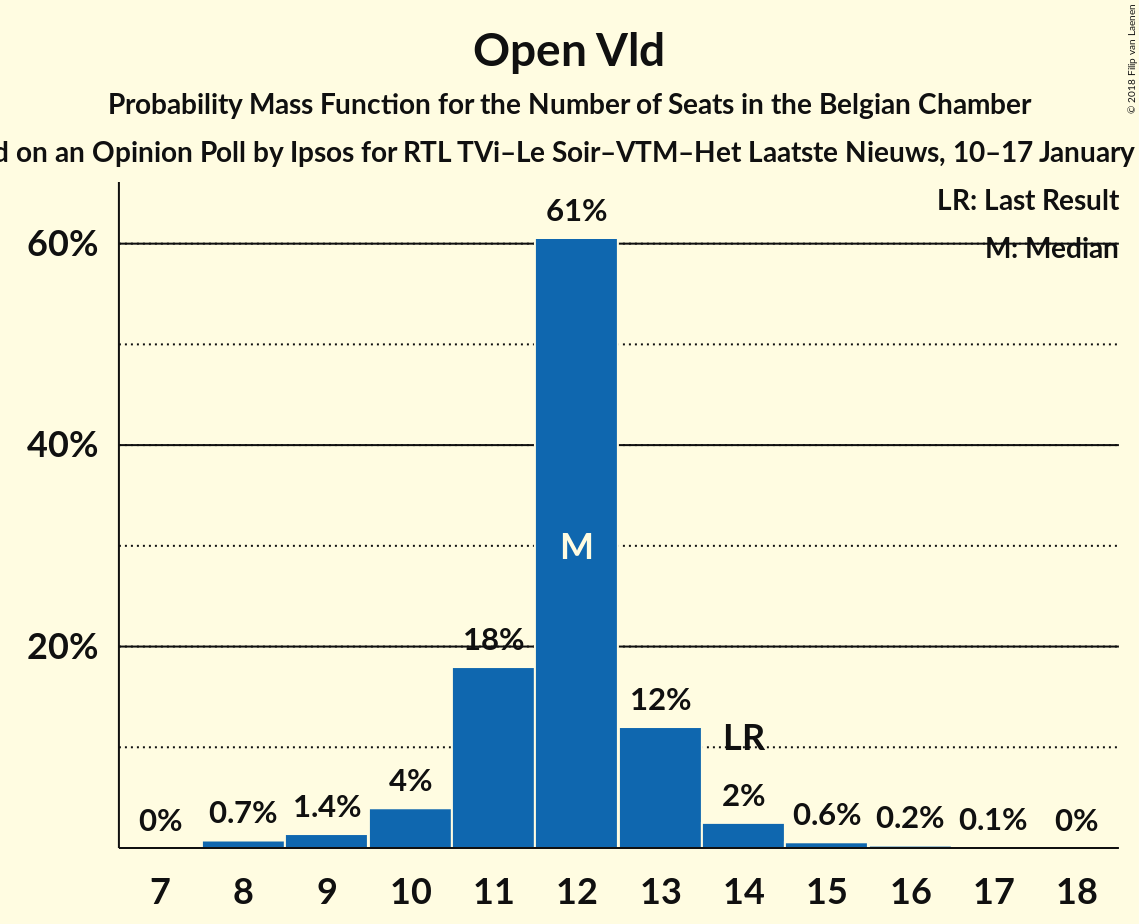 Open Vld
Probability Mass Function for the Number of Seats in the Belgian Chamber
on an Opinion Poll by Ipsos for RTL TVi–Le Soir–VTM–Het Laatste Nieuws, 10–17 January
© 2018 Filip van Laenen
LR: Last Result
M: Median
60%
40%
20%
0%
0.7%
1.4%
4%
18%
61%
M
12%
LR
2%
0.6%
0.2%
0.1%
0%
7 8 9 10 11 12 13 14 15 16 17 18